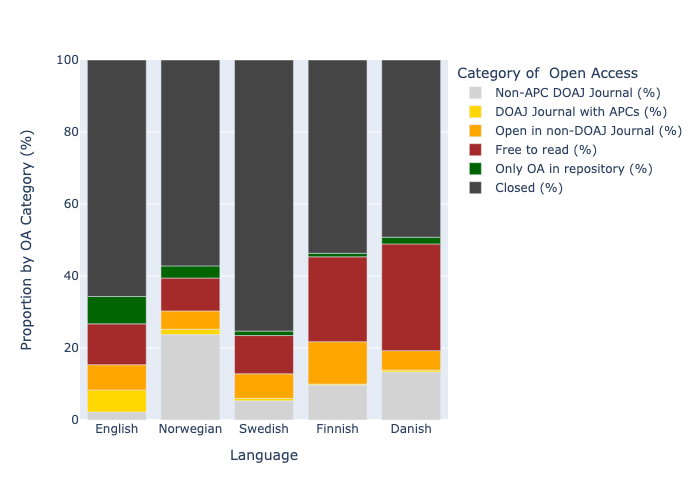 Category of  Open Access
Non-APC DOAJ Journal (%)
DOAJ Journal with APCs (%)
Open in non-DOAJ Journal (%)
Free to read (%)
Only OA in repository (%)
Closed (%)
Proportion by OA Category (%)
100
80
60
40
20
0
English Norwegian Swedish Finnish Danish
Language